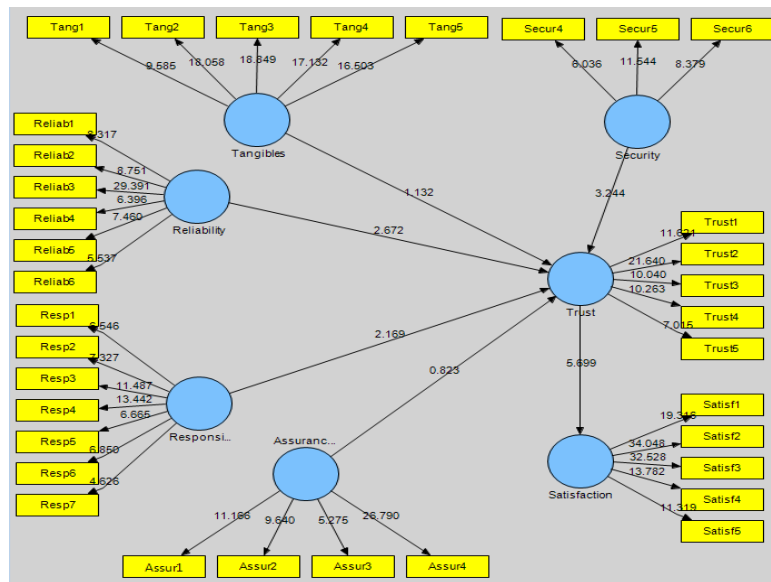 Tang1
Tang2
Tang3
Tang4
Tang5
Secur4
Secur5
Secur6
9.585
18.058
18.849
17.132
16.503
6.036
11.544
8.379
Tangibles
Security
Reliab1
Reliab2
Reliab3
Reliab4
Reliab5
Reliab6
8.317
8.751
29.391
6.396
7.460
5.537
Reliability
1.132
3.244
2.672
2.169
0.823
Trust
Trust1
Trust2
Trust3
Trust4
Trust5
11.621
21.640
10.040
10.263
7.015
5.699
Resp1
Resp2
Resp3
Resp4
Resp5
Resp6
Resp7
6.546
7.327
11.487
13.442
6.665
6.850
4.626
Responsi...
Assuranc...
11.166
9.640
5.275
26.790
Assur1
Assur2
Assur3
Assur4
Satisfaction
19.316
34.048
32.528
13.782
11.319
Satisf1
Satisf2
Satisf3
Satisf4
Satisf5